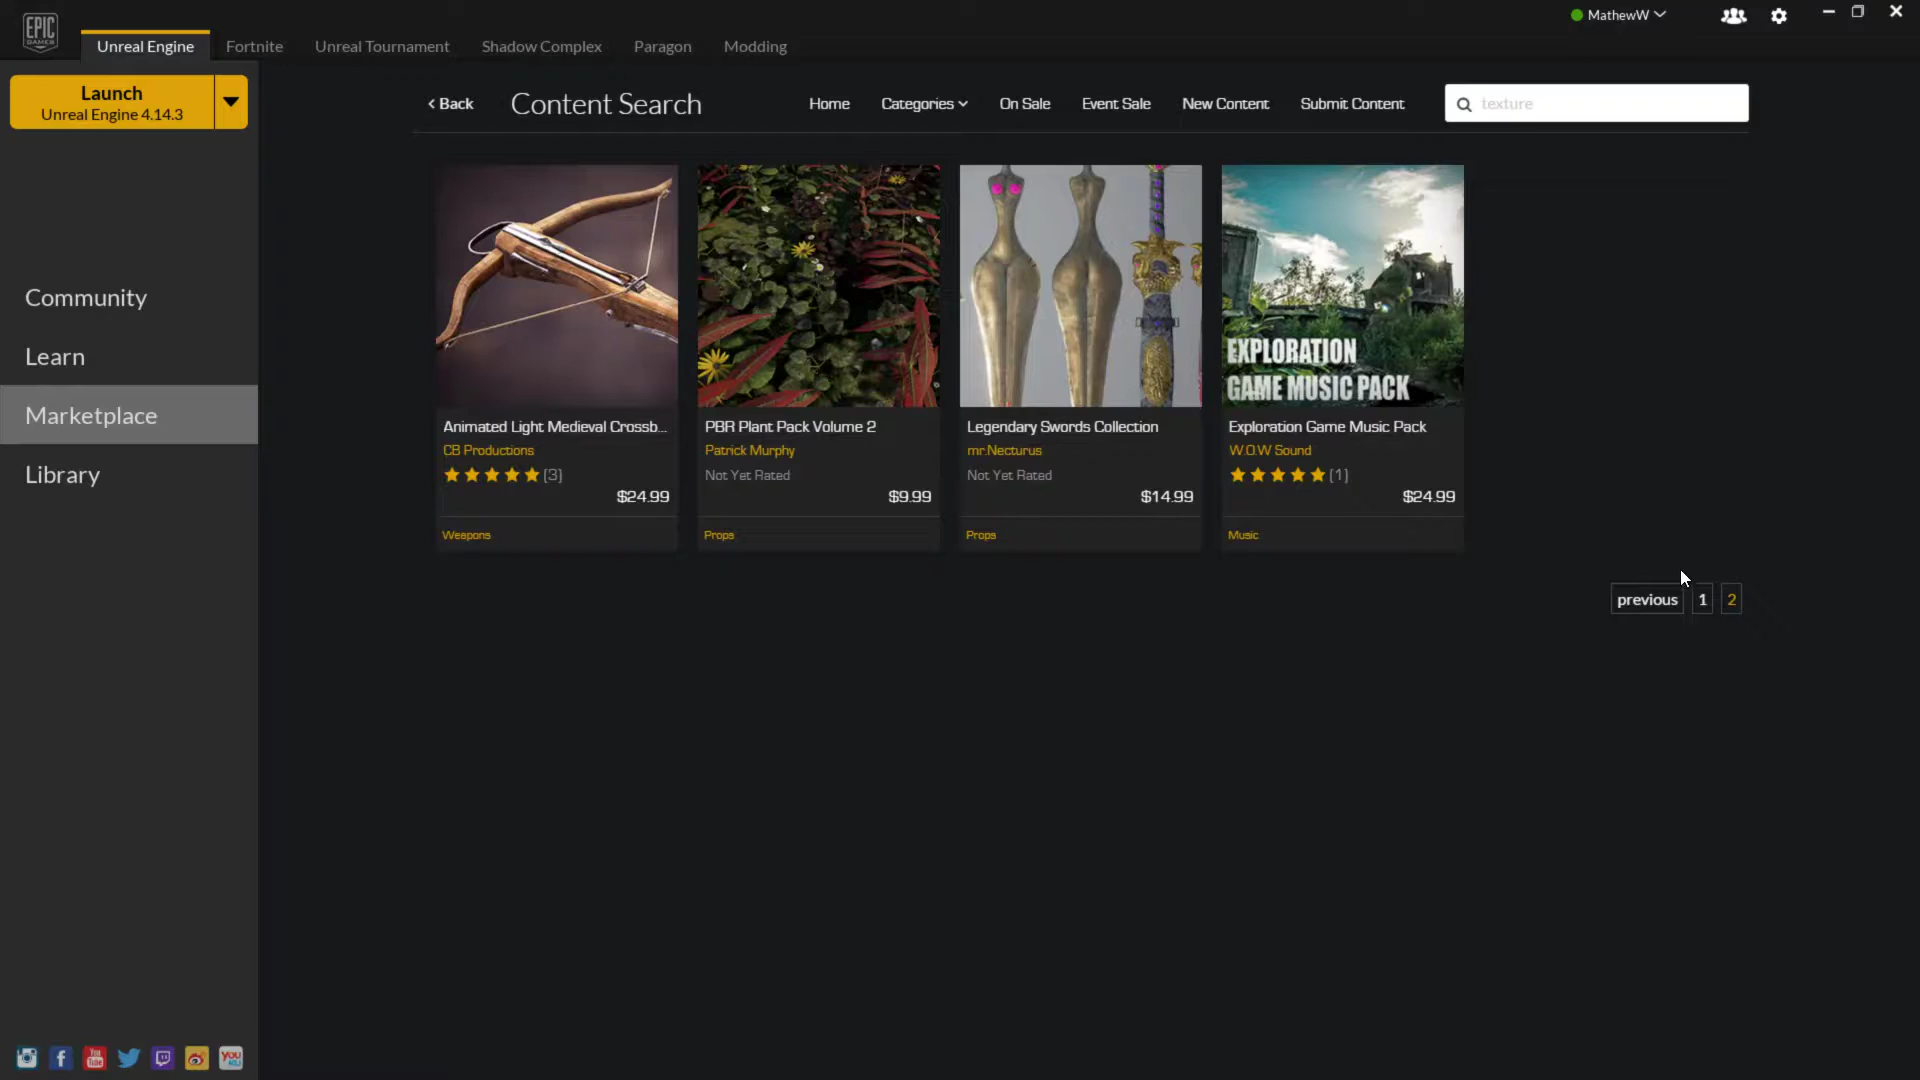 EPIC GAMES
MathewW
Unreal Engine
Fortnite
Unreal Tournament
Shadow Complex
Paragon
Modding
Launch
Unreal Engine 4.14.3
Community
Learn
Marketplace
Library
Back
Content Search
Home
Categories
On Sale
Event Sale
New Content
Submit Content
texture
EXPLORATION
GAME MUSIC PACK
Animated Light Medieval Crossb...
CB Productions
(3)
$24.99
Weapons
PBR Plant Pack Volume 2
Patrick Murphy
Not Yet Rated
$9.99
Props
Legendary Swords Collection
mr.Necturus
Not Yet Rated
$14.99
Props
Exploration Game Music Pack
W.O.W Sound
(1)
$24.99
Music
previous 1 2
You Tube